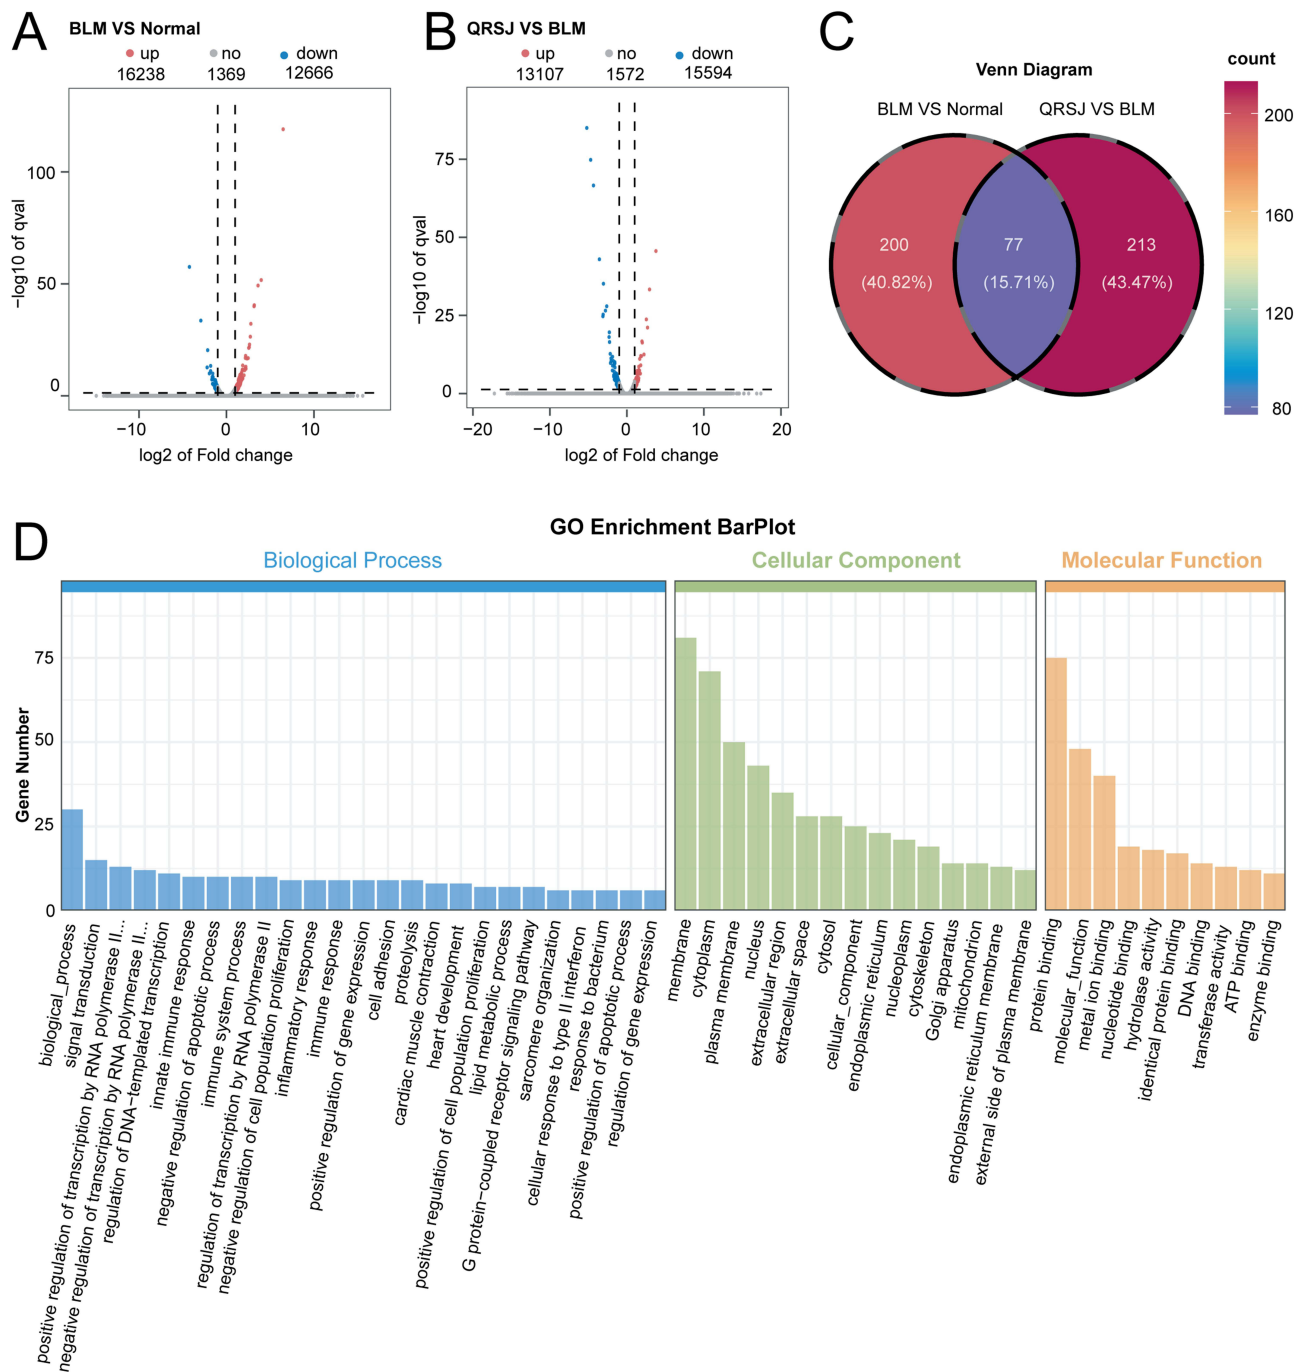 A
BLM VS Normal
up no down
16238 1369 12666
−log10 of qval
100
50
0
−10 0 10
log2 of Fold change
B
QRSJ VS BLM
up no down
13107 1572 15594
−log10 of qval
75
50
25
0
−20 −10 0 10 20
log2 of Fold change
C
Venn Diagram
BLM VS Normal QRSJ VS BLM
200 77 213
(40.82%) (15.71%) (43.47%)
count
200
160
120
80
D
GO Enrichment BarPlot
Biological Process Cellular Component Molecular Function
Gene Number
75
50
25
0
biological_process
signal transduction
positive regulation of transcription by RNA polymerase II...
negative regulation of transcription by RNA polymerase II...
regulation of DNA−templated transcription
innate immune response
negative regulation of apoptotic process
immune system process
regulation of transcription by RNA polymerase II
negative regulation of cell population proliferation
inflammatory response
immune response
positive regulation of gene expression
cell adhesion
proteolysis
cardiac muscle contraction
heart development
positive regulation of cell population proliferation
lipid metabolic process
G protein−coupled receptor signaling pathway
sarcomere organization
cellular response to type II interferon
response to bacterium
positive regulation of apoptotic process
regulation of gene expression
membrane
cytoplasm
plasma membrane
nucleus
extracellular region
extracellular space
cytosol
cellular_component
endoplasmic reticulum
nucleoplasm
cytoskeleton
Golgi apparatus
mitochondrion
endoplasmic reticulum membrane
external side of plasma membrane
protein binding
molecular_function
metal ion binding
nucleotide binding
hydrolase activity
identical protein binding
DNA binding
transferase activity
ATP binding
enzyme binding